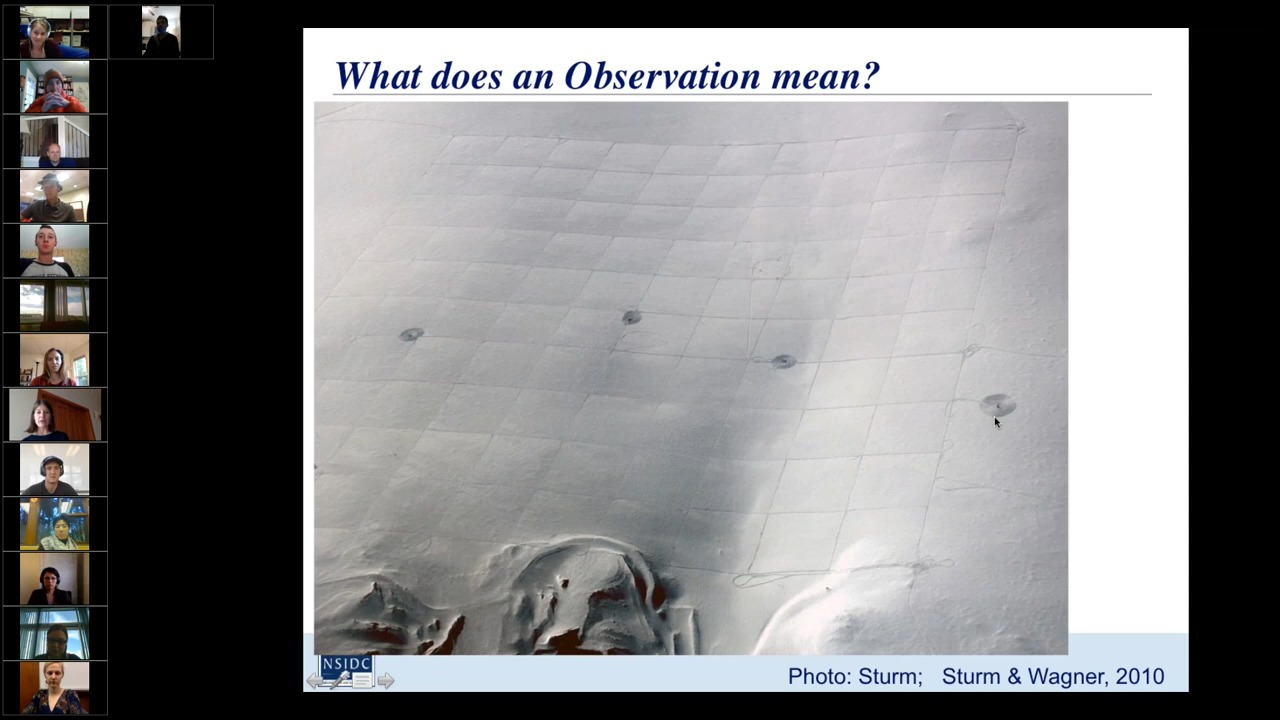 What does an Observation mean?
NSIDC
Photo: Sturm; Sturm & Wagner, 2010